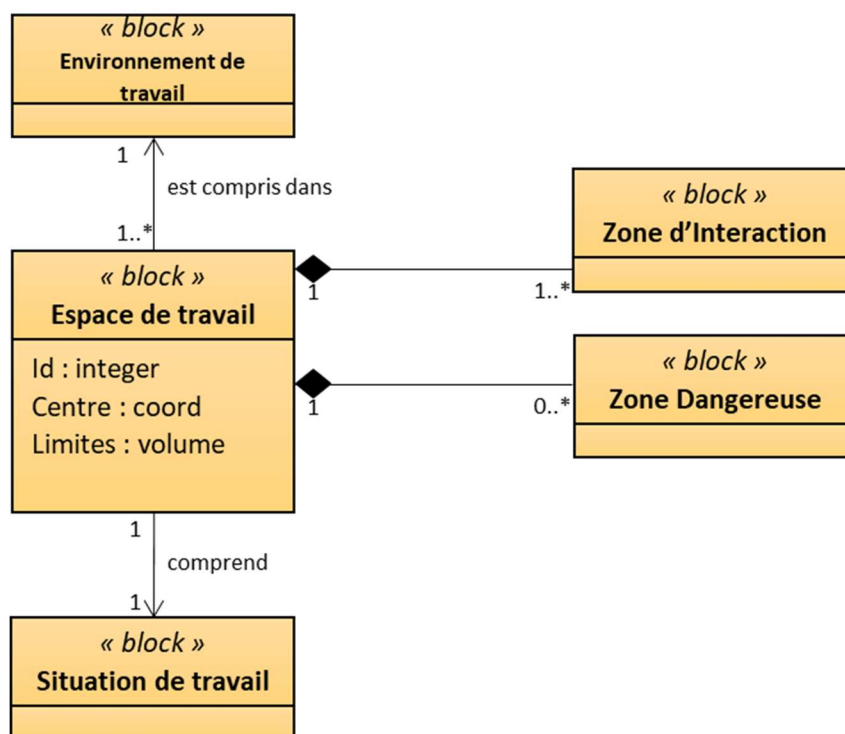 « block »
Environnement de
travail
1
est compris dans
1..*
« block »
Espace de travail
Id : integer
Centre : coord
Limites : volume
1
1..*
« block »
Zone d’Interaction
1
0..*
« block »
Zone Dangereuse
1
comprend
1
« block »
Situation de travail